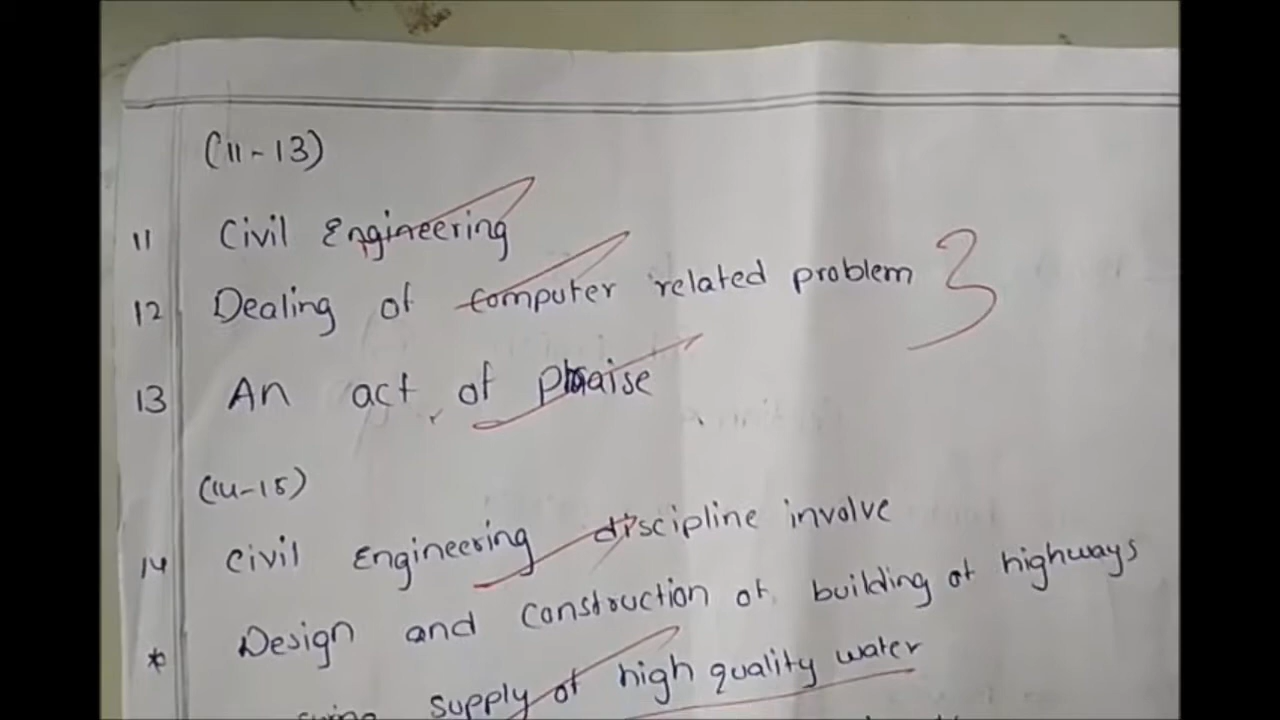 (11-13)
11 Civil Engineering
12 Dealing of computer related problem
3
13 An act of praise
(14-15)
14 Civil Engineering discipline involve
* Design and construction of building of highways
supply of high quality water